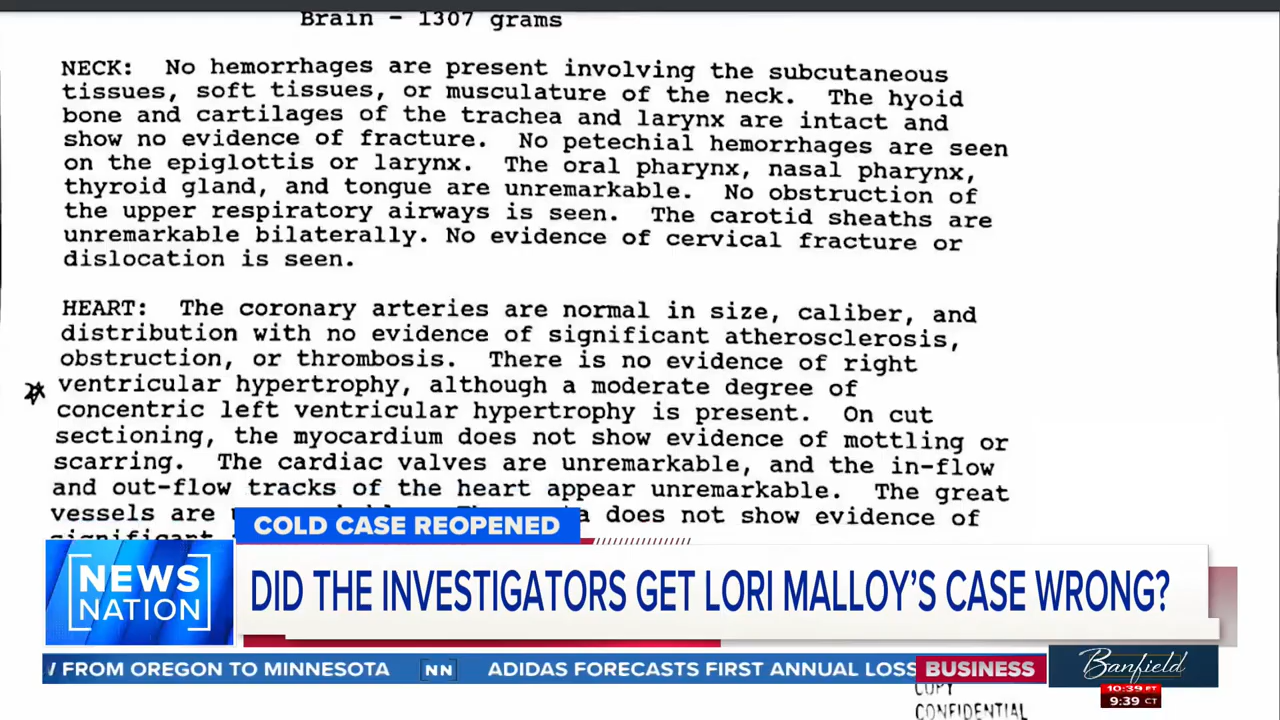 Brain - 1307 grams
NECK: No hemorrhages are present involving the subcutaneous
tissues, soft tissues, or musculature of the neck. The hyoid
bone and cartilages of the trachea and larynx are intact and
show no evidence of fracture. No petechial hemorrhages are seen
on the epiglottis or larynx. The oral pharynx, nasal pharynx,
thyroid gland, and tongue are unremarkable. No obstruction of
the upper respiratory airways is seen. The carotid sheaths are
unremarkable bilaterally. No evidence of cervical fracture or
dislocation is seen.
HEART: The coronary arteries are normal in size, caliber, and
distribution with no evidence of significant atherosclerosis,
obstruction, or thrombosis. There is no evidence of right
ventricular hypertrophy, although a moderate degree of
concentric left ventricular hypertrophy is present. On cut
sectioning, the myocardium does not show evidence of mottling or
scarring. The cardiac valves are unremarkable, and the in-flow
and out-flow tracks of the heart appear unremarkable. The great
vessels are does not show evidence of
significant
COLD CASE REOPENED
NEWS
NATION
DID THE INVESTIGATORS GET LORI MALLOY'S CASE WRONG?
FROM OREGON TO MINNESOTA NN ADIDAS FORECASTS FIRST ANNUAL LOSS
BUSINESS
Banfield
10:39 ET
9:39 CT
COPY
CONFIDENTIAL